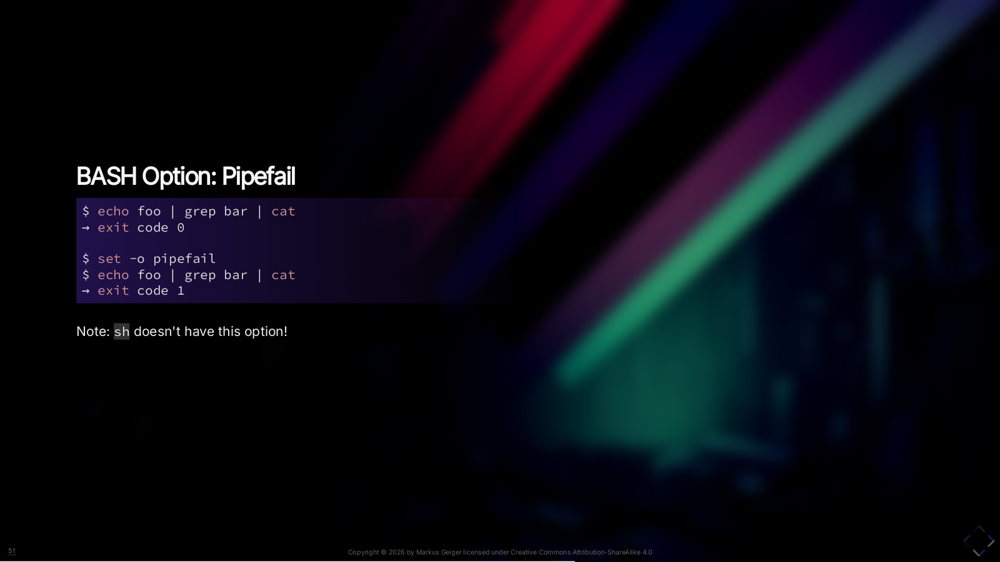 BASH Option: Pipefail
$ echo foo | grep bar | cat
→ exit code 0
$ set -o pipefail
$ echo foo | grep bar | cat
→ exit code 1
Note: sh doesn't have this option!
51
Copyright © 2026 by Markus Geiger licensed under Creative Commons Attribution-ShareAlike 4.0